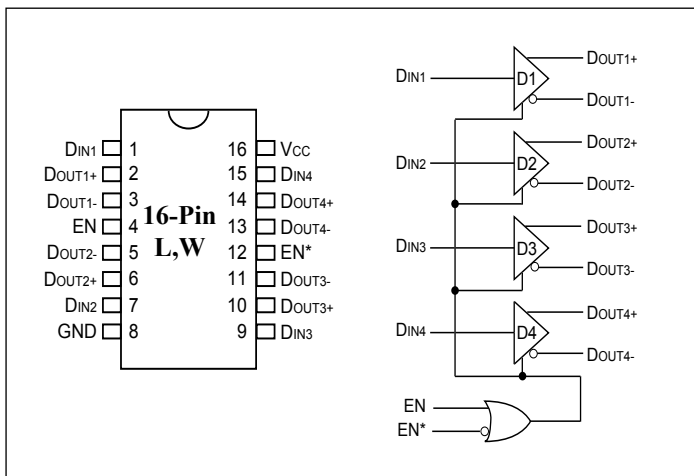 DIN1 1 16 VCC
DOUT1+ 2 15 DIN4
DOUT1- 3 14 DOUT4+
EN 4 13 DOUT4-
DOUT2- 5 12 EN*
DOUT2+ 6 11 DOUT3-
DIN2 7 10 DOUT3+
GND 8 9 DIN3
16-Pin
L,W
DOUT1+
DIN1 D1
DOUT1-
DOUT2+
DIN2 D2
DOUT2-
DOUT3+
DIN3 D3
DOUT3-
DOUT4+
DIN4 D4
DOUT4-
EN
EN*